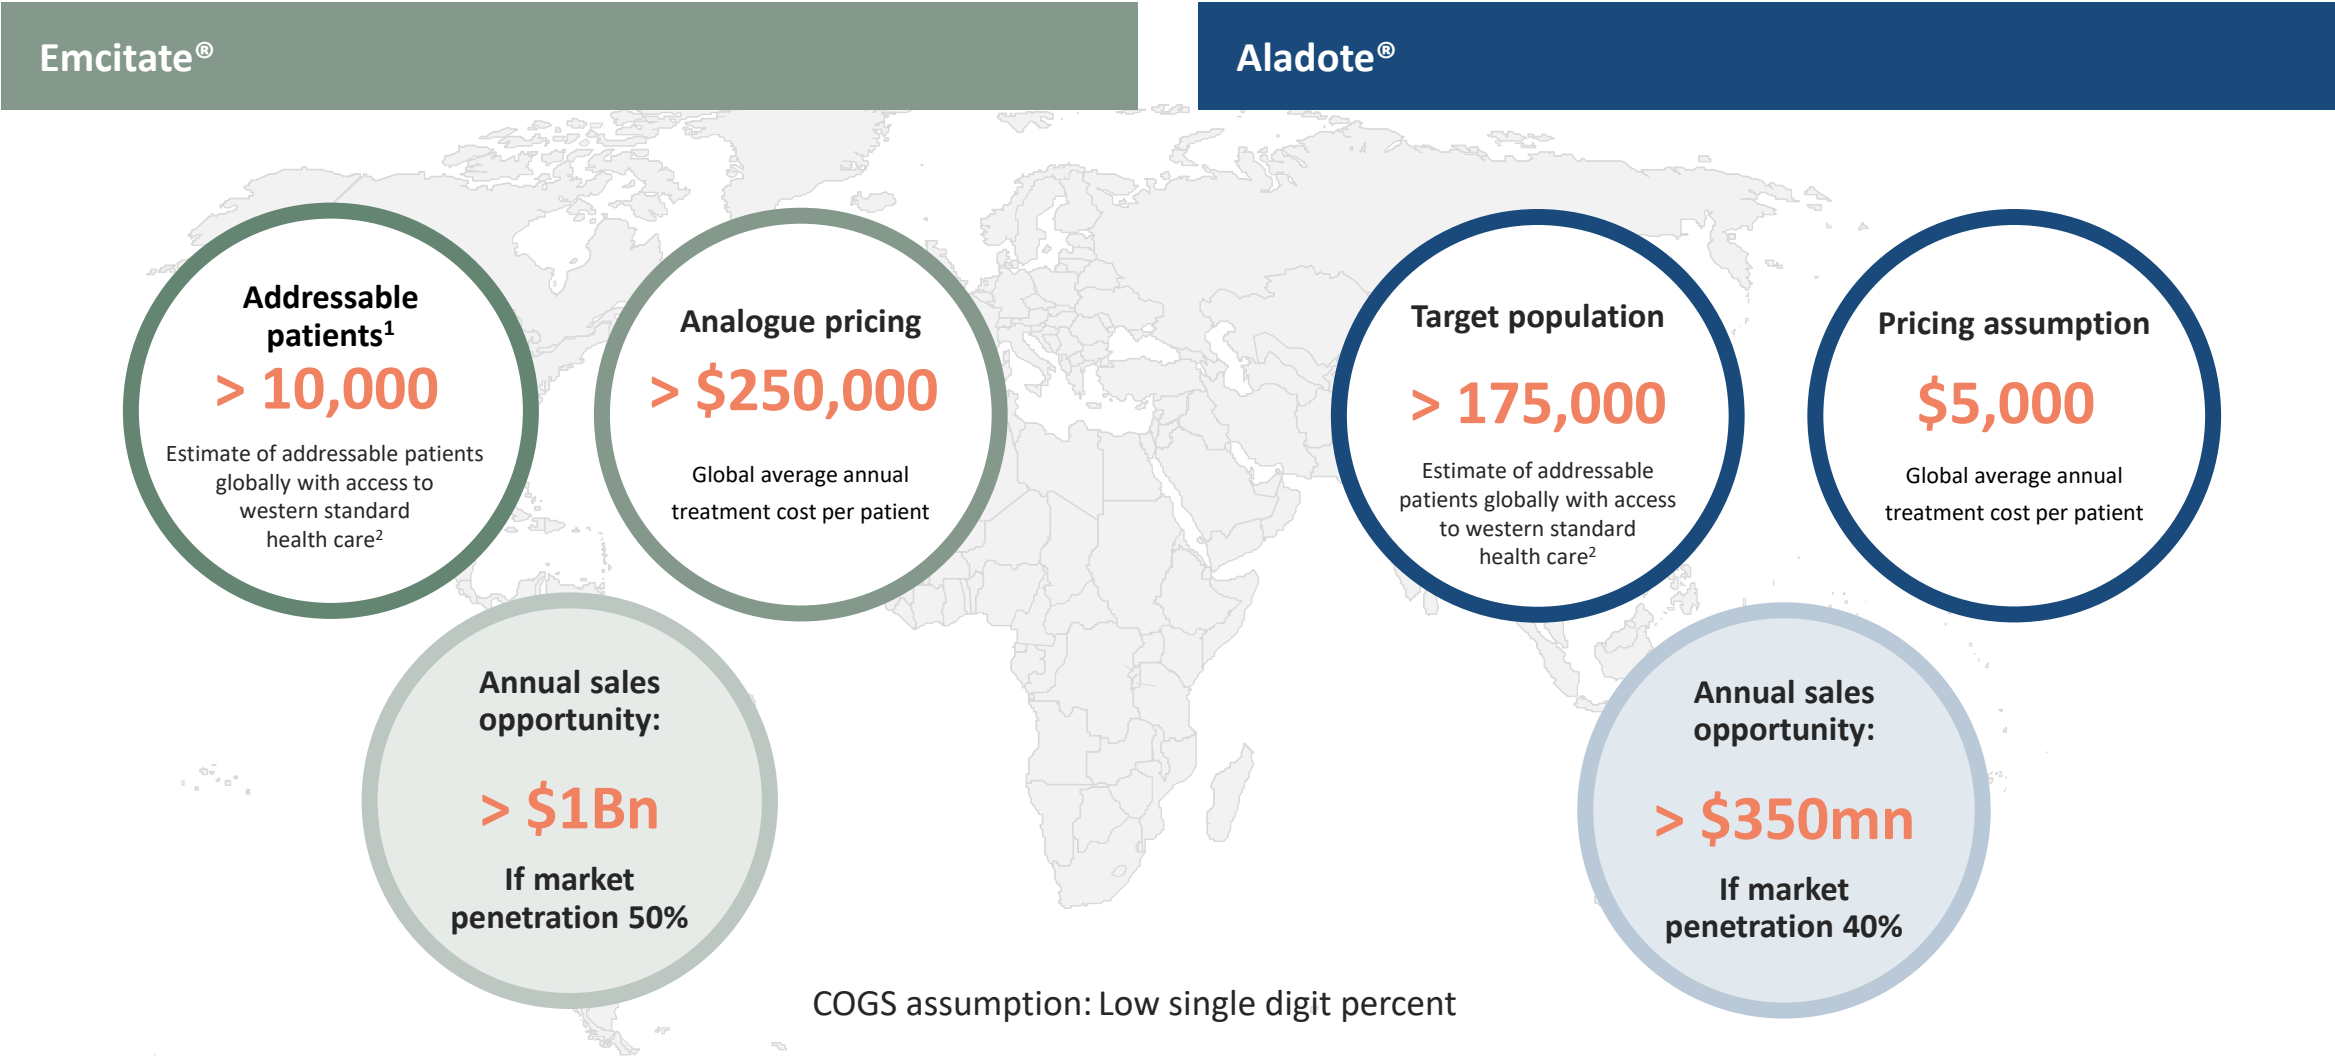 Emcitate®
Addressable
patients1
> 10,000
Estimate of addressable patients
globally with access to
western standard
health care2
Analogue pricing
> $250,000
Global average annual
treatment cost per patient
Annual sales
opportunity:
> $1Bn
If market
penetration 50%
Aladote®
Target population
> 175,000
Estimate of addressable
patients globally with access
to western standard
health care2
Pricing assumption
$5,000
Global average annual
treatment cost per patient
Annual sales
opportunity:
> $350mn
If market
penetration 40%
COGS assumption: Low single digit percent